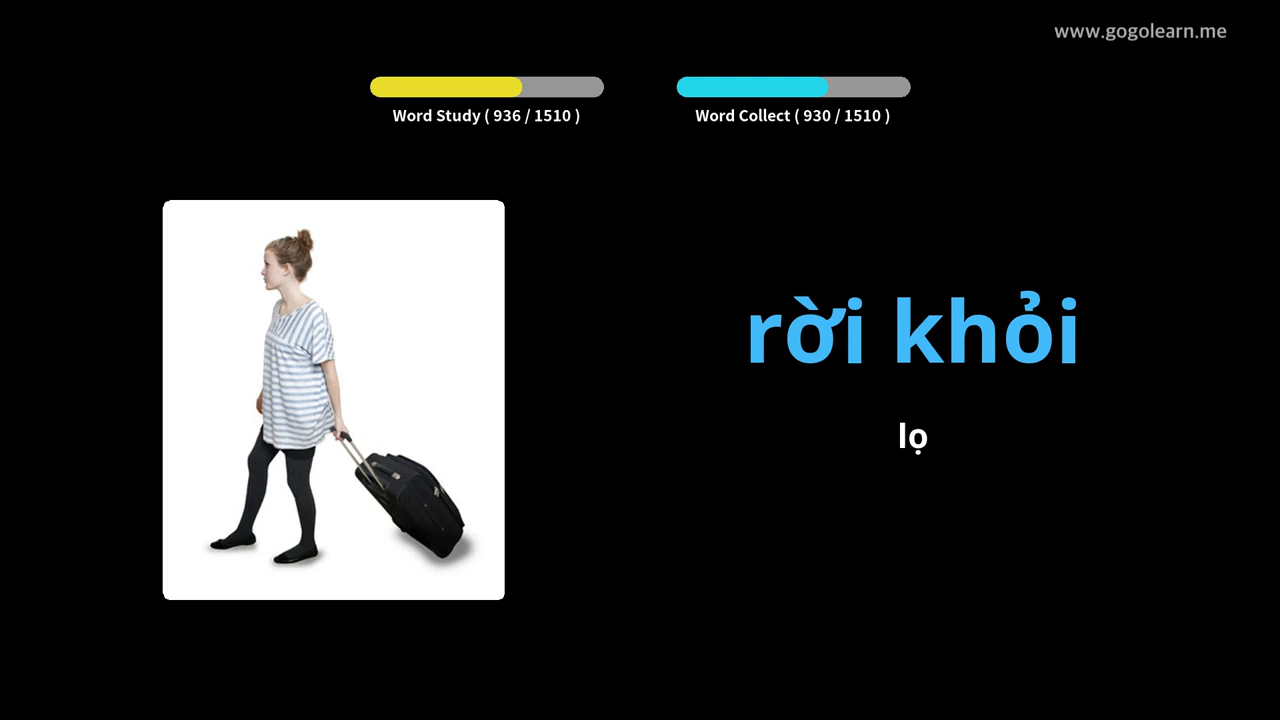 www.gogolearn.me
Word Study ( 936 / 1510 )
Word Collect ( 930 / 1510 )
rời khỏi
lọ